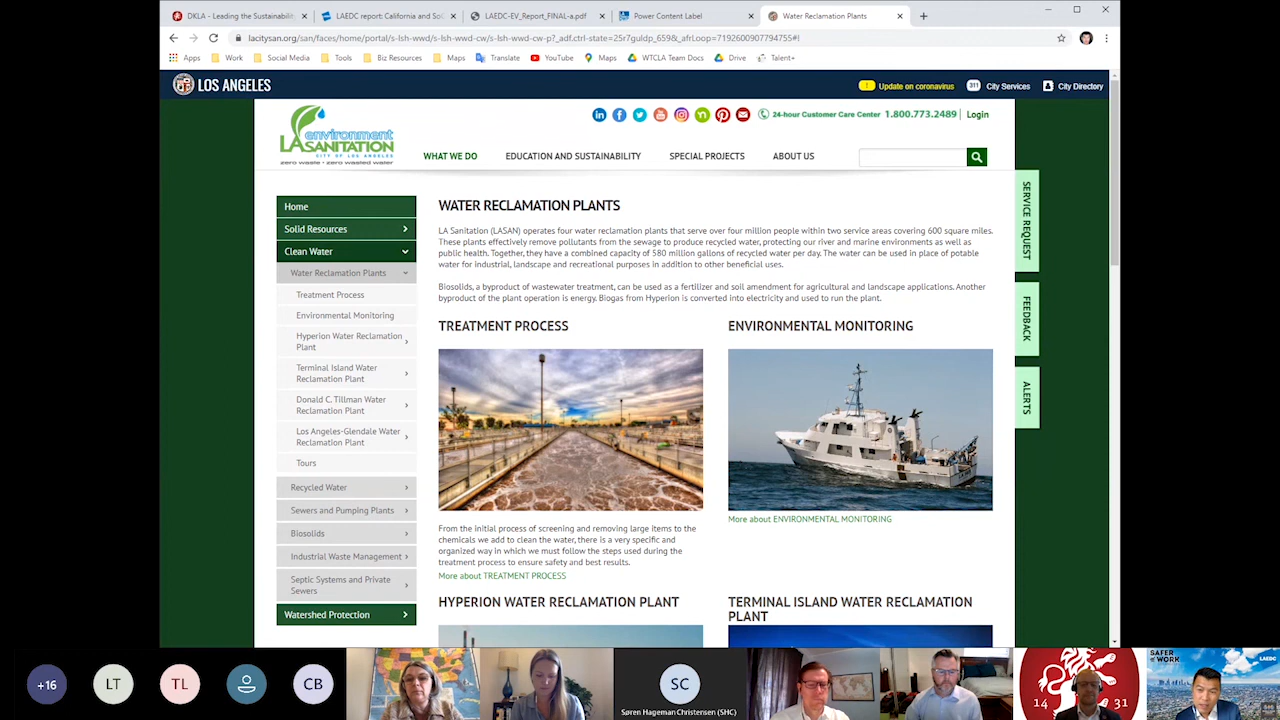 DKLA - Leading the Sustainability
LAEDC report: California and So
LAEDC-EV_Report_FINAL-a.pdf
Power Content Label
Water Reclamation Plants
lacitysan.org/san/faces/home/portal/s-lsh-wwd/s-lsh-wwd-cw/s-lsh-wwd-cw-p?_adf.ctrl-state=25r7guldp_659&_afrLoop=7192600907794755#!
Apps
Work
Social Media
Tools
Biz Resources
Maps
Translate
YouTube
Maps
WTCLA Team Docs
Drive
Talent+
LOS ANGELES
Update on coronavirus
311
City Services
City Directory
environment
LASANITATION
CITY OF LOS ANGELES
zero waste - zero wasted water
24-hour Customer Care Center 1.800.773.2489
Login
WHAT WE DO
EDUCATION AND SUSTAINABILITY
SPECIAL PROJECTS
ABOUT US
SERVICE REQUEST
FEEDBACK
ALERTS
Home
Solid Resources
Clean Water
Water Reclamation Plants
Treatment Process
Environmental Monitoring
Hyperion Water Reclamation
Plant
Terminal Island Water
Reclamation Plant
Donald C. Tillman Water
Reclamation Plant
Los Angeles-Glendale Water
Reclamation Plant
Tours
Recycled Water
Sewers and Pumping Plants
Biosolids
Industrial Waste Management
Septic Systems and Private
Sewers
Watershed Protection
WATER RECLAMATION PLANTS
LA Sanitation (LASAN) operates four water reclamation plants that serve over four million people within two service areas covering 600 square miles.
These plants effectively remove pollutants from the sewage to produce recycled water, protecting our river and marine environments as well as
public health. Together, they have a combined capacity of 580 million gallons of recycled water per day. The water can be used in place of potable
water for industrial, landscape and recreational purposes in addition to other beneficial uses.
Biosolids, a byproduct of wastewater treatment, can be used as a fertilizer and soil amendment for agricultural and landscape applications. Another
byproduct of the plant operation is energy. Biogas from Hyperion is converted into electricity and used to run the plant.
TREATMENT PROCESS
From the initial process of screening and removing large items to the
chemicals we add to clean the water, there is a very specific and
organized way in which we must follow the steps used during the
treatment process to ensure safety and best results.
More about TREATMENT PROCESS
ENVIRONMENTAL MONITORING
More about ENVIRONMENTAL MONITORING
HYPERION WATER RECLAMATION PLANT
TERMINAL ISLAND WATER RECLAMATION
PLANT
+16
LT
TL
CB
SC
Søren Hageman Christensen (SHC)
14
31
SAFER
AT WORK
LAEDC